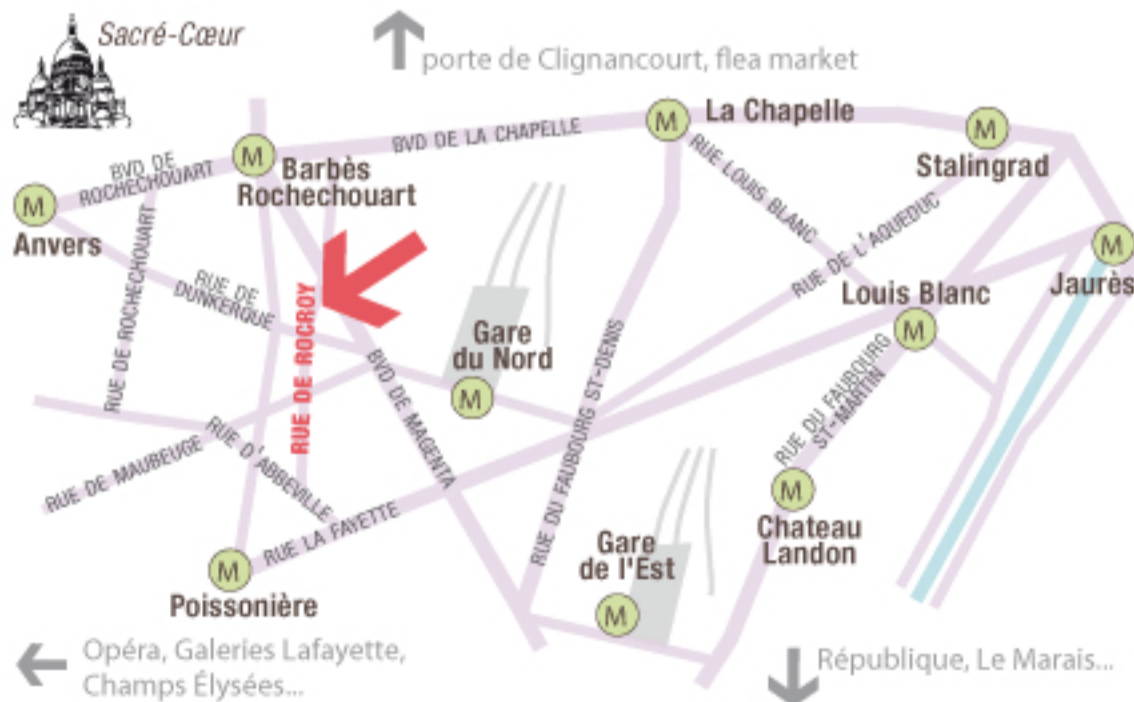 Sacré-Cœur
porte de Clignancourt, flea market
M
La Chapelle
M
Stalingrad
BVD DE LA CHAPELLE
M
Barbès
Rochechouart
BVD DE
ROCHECHOUART
M
Anvers
RUE LOUIS BLANC
RUE DE L'AQUEDUC
M
Jaurès
RUE DE ROCHECHOUART
RUE DE
DUNKERQUE
RUE DE ROCROY
Gare
du Nord
M
Louis Blanc
M
BVD DE MAGENTA
RUE DU FAUBOURG ST-DENIS
RUE DU FAUBOURG
ST-MARTIN
RUE DE MAUBEUGE
RUE D'ABBEVILLE
RUE LA FAYETTE
M
Chateau
Landon
M
Poissonière
Gare
de l'Est
M
Opéra, Galeries Lafayette,
Champs Élysées...
République, Le Marais...